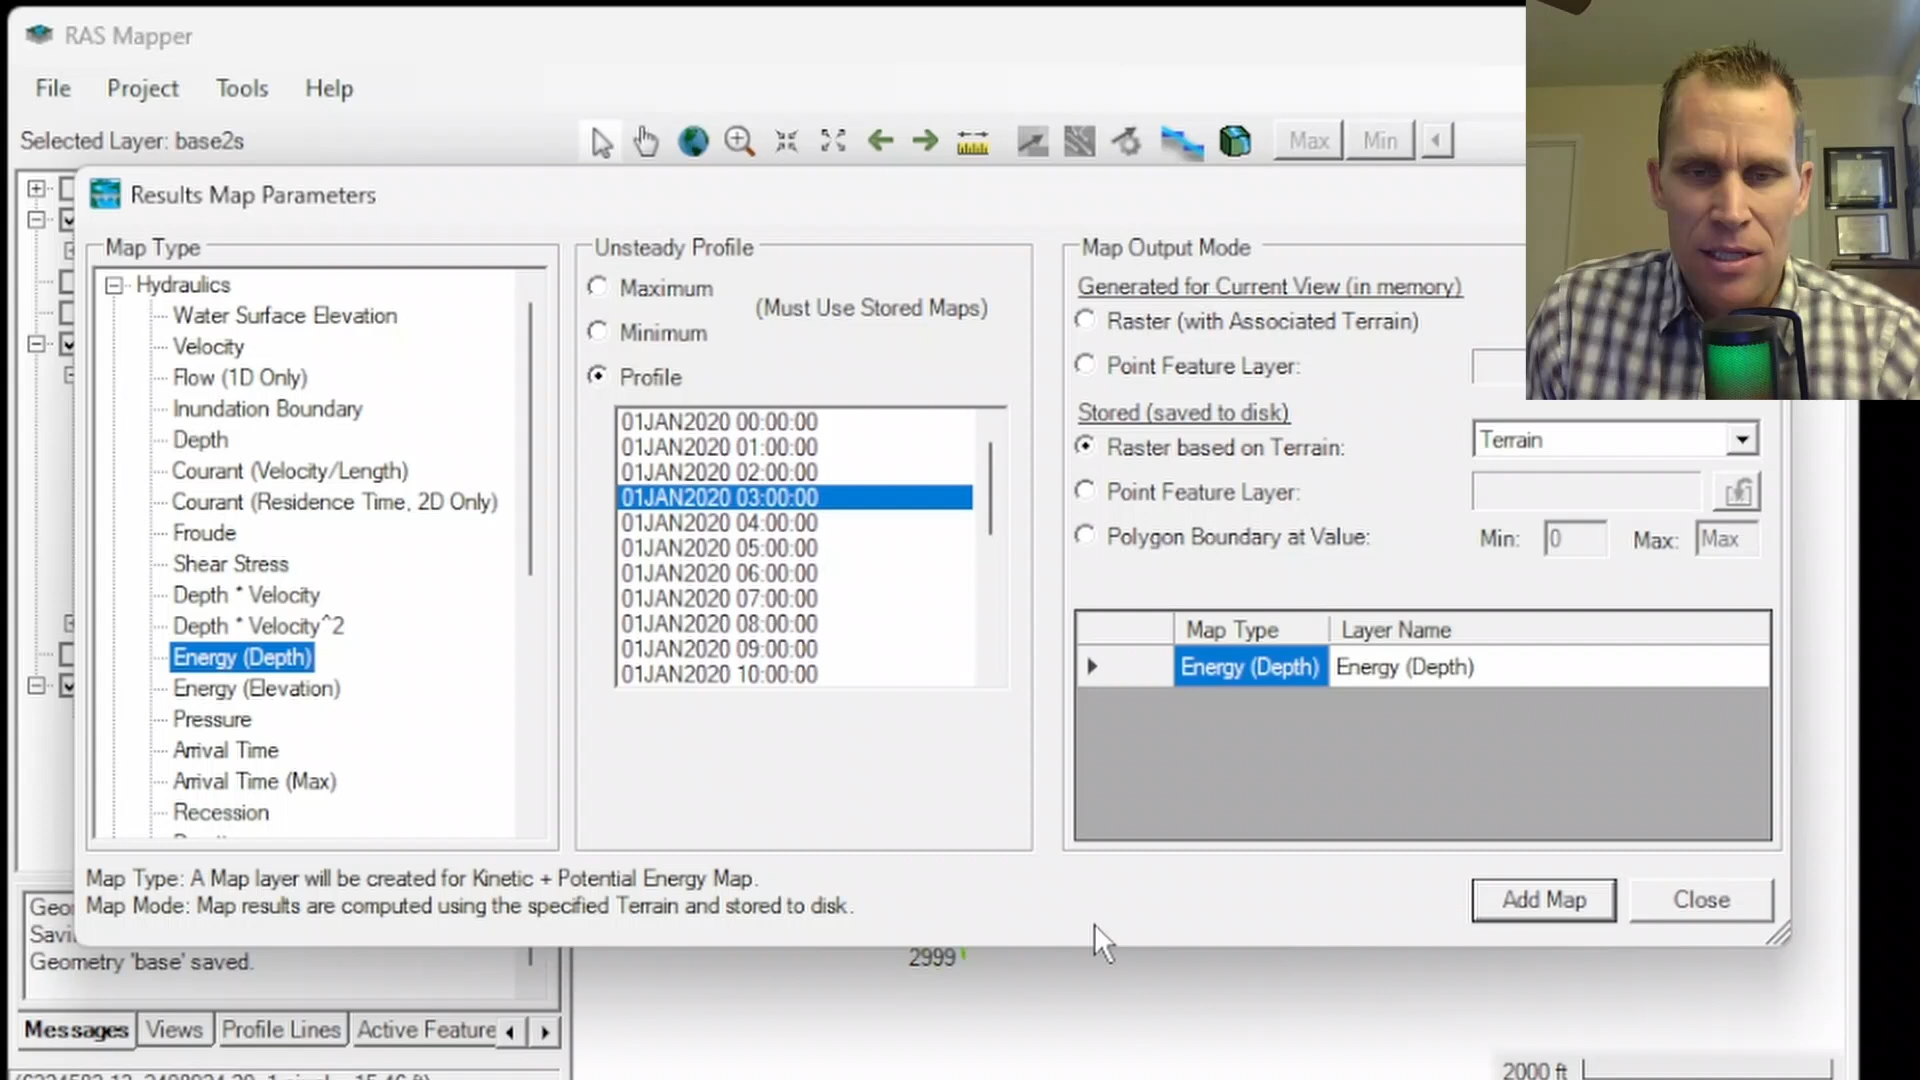 RAS Mapper
File Project Tools Help
Selected Layer: base2s
Max Min
Results Map Parameters
Map Type
Hydraulics
Water Surface Elevation
Velocity
Flow (1D Only)
Inundation Boundary
Depth
Courant (Velocity/Length)
Courant (Residence Time, 2D Only)
Froude
Shear Stress
Depth * Velocity
Depth * Velocity^2
Energy (Depth)
Energy (Elevation)
Pressure
Arrival Time
Arrival Time (Max)
Recession
Unsteady Profile
Maximum
(Must Use Stored Maps)
Minimum
Profile
01JAN2020 00:00:00
01JAN2020 01:00:00
01JAN2020 02:00:00
01JAN2020 03:00:00
01JAN2020 04:00:00
01JAN2020 05:00:00
01JAN2020 06:00:00
01JAN2020 07:00:00
01JAN2020 08:00:00
01JAN2020 09:00:00
01JAN2020 10:00:00
Map Output Mode
Generated for Current View (in memory)
Raster (with Associated Terrain)
Point Feature Layer:
Stored (saved to disk)
Raster based on Terrain: Terrain
Point Feature Layer:
Polygon Boundary at Value: Min: 0 Max: Max
Map Type Layer Name
Energy (Depth) Energy (Depth)
Map Type: A Map layer will be created for Kinetic + Potential Energy Map.
Map Mode: Map results are computed using the specified Terrain and stored to disk.
Add Map Close
Geo
Savi
Geometry 'base' saved.
2999
Messages Views Profile Lines Active Feature
2000 ft